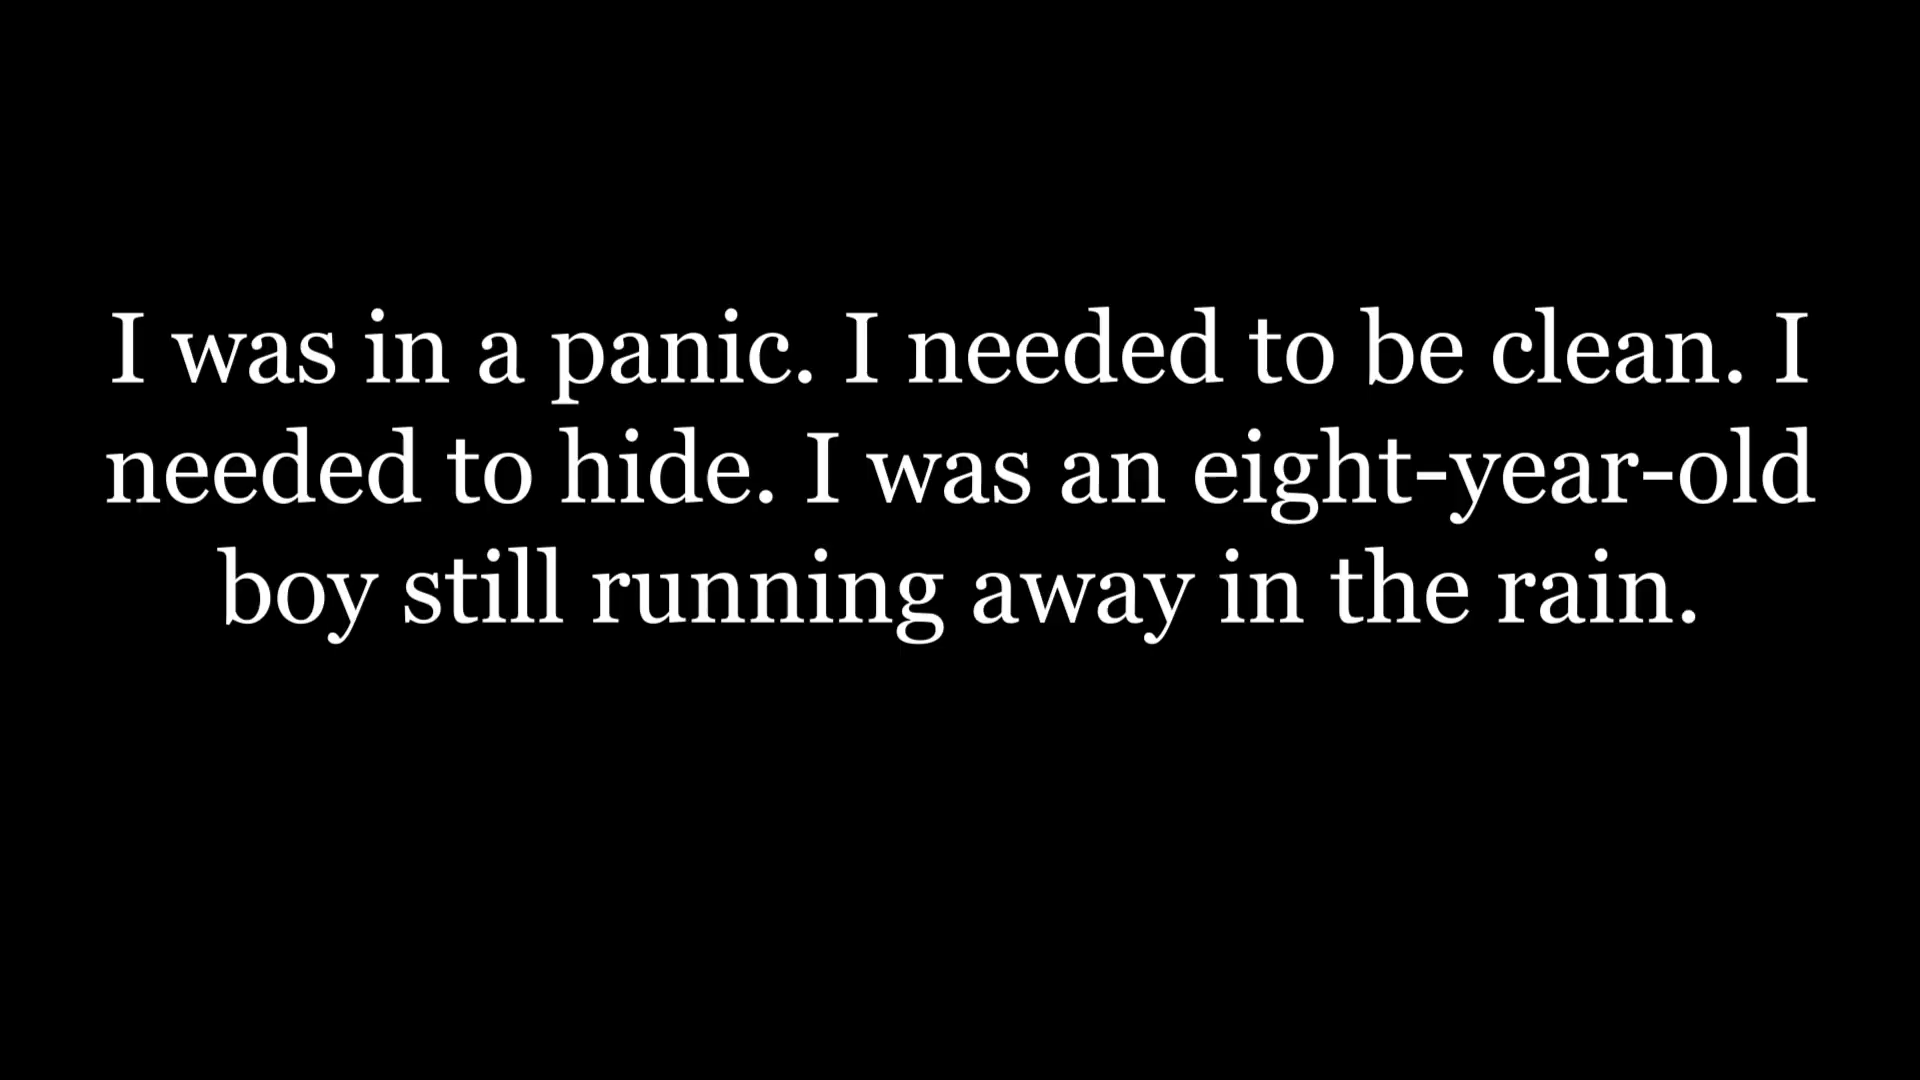 I was in a panic. I needed to be clean. I
needed to hide. I was an eight-year-old
boy still running away in the rain.